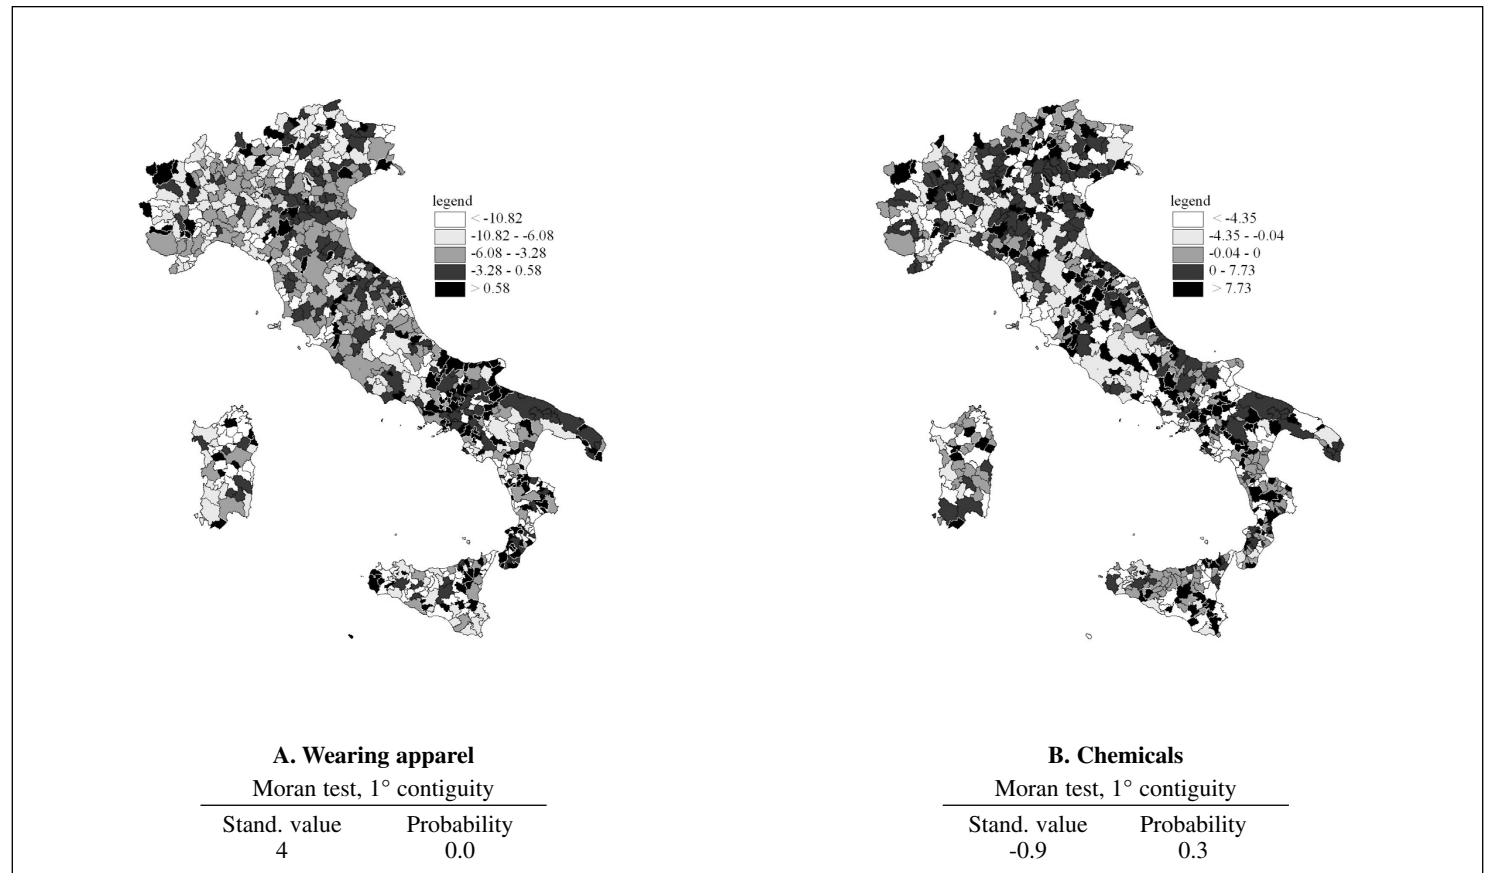 legend
< -10.82
-10.82 - -6.08
-6.08 - -3.28
-3.28 - 0.58
> 0.58
legend
< -4.35
-4.35 - -0.04
-0.04 - 0
0 - 7.73
> 7.73
A. Wearing apparel
Moran test, 1° contiguity
Stand. value Probability
4 0.0
B. Chemicals
Moran test, 1° contiguity
Stand. value Probability
-0.9 0.3